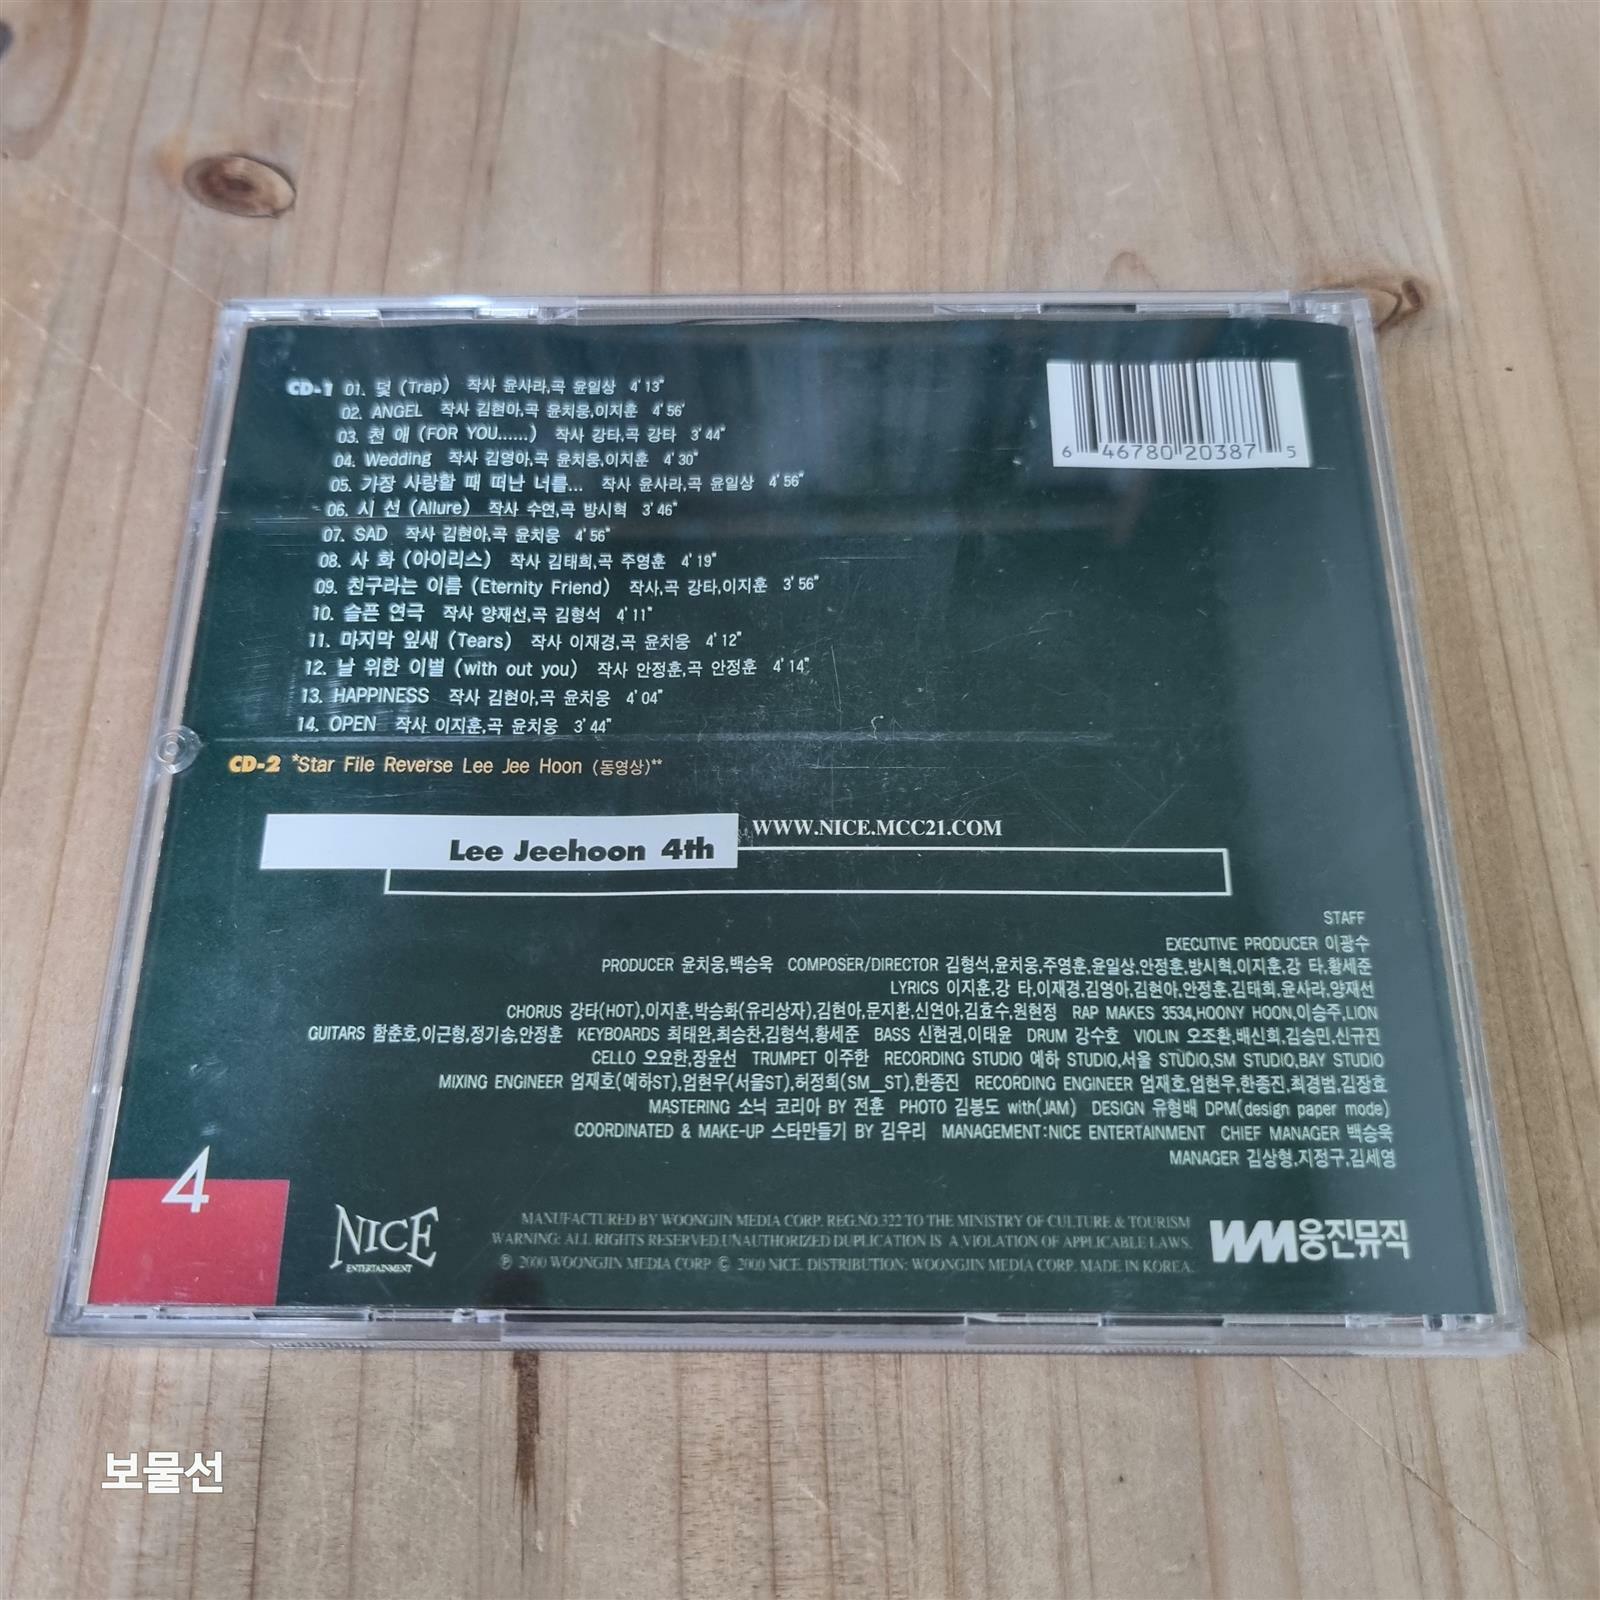 CD-1 01. 덫 (Trap) 작사 윤사라,곡 윤일상 4'13"
02. ANGEL 작사 김현아,곡 윤치웅,이지훈 4'56'
03. 천 애 (FOR YOU......) 작사 강타,곡 강타 3'44"
04. Wedding 작사 김영아,곡 윤치웅,이지훈 4'30"
05. 가장 사랑할 때 떠난 너를... 작사 윤사라,곡 윤일상 4'56"
06. 시 선 (Allure) 작사 수연,곡 방시혁 3'46"
07. SAD 작사 김현아,곡 윤치웅 4'56"
08. 사 화 (아이리스) 작사 김태희,곡 주영훈 4'19"
09. 친구라는 이름 (Eternity Friend) 작사,곡 강타,이지훈 3'56"
10. 슬픈 연극 작사 양재선,곡 김형석 4'11"
11. 마지막 잎새 (Tears) 작사 이재경,곡 윤치웅 4'12"
12. 날 위한 이별 (with out you) 작사 안정훈,곡 안정훈 4'14"
13. HAPPINESS 작사 김현아,곡 윤치웅 4'04"
14. OPEN 작사 이지훈,곡 윤치웅 3'44"
CD-2 *Star File Reverse Lee Jee Hoon (동영상)**
6 46780 20387 5
WWW.NICE.MCC21.COM
Lee Jeehoon 4th
STAFF
EXECUTIVE PRODUCER 이광수
PRODUCER 윤치웅,백승욱 COMPOSER/DIRECTOR 김형석,윤치웅,주영훈,윤일상,안정훈,방시혁,이지훈,강 타,황세준
LYRICS 이지훈,강 타,이재경,김영아,김현아,안정훈,김태희,윤사라,양재선
CHORUS 강타(HOT),이지훈,박승화(유리상자),김현아,문지환,신연아,김효수,원현정 RAP MAKES 3534,HOONY HOON,이승주,LION
GUITARS 함춘호,이근형,정기송,안정훈 KEYBOARDS 최태완,최승찬,김형석,황세준 BASS 신현권,이태윤 DRUM 강수호 VIOLIN 오조환,배신희,김승민,신규진
CELLO 오요한,장윤선 TRUMPET 이주한 RECORDING STUDIO 예하 STUDIO,서울 STUDIO,SM STUDIO,BAY STUDIO
MIXING ENGINEER 엄재호(예하ST),엄현우(서울ST),허정희(SM_ST),한종진 RECORDING ENGINEER 엄재호,엄현우,한종진,최경범,김장호
MASTERING 소닉 코리아 BY 전훈 PHOTO 김봉도 with(JAM) DESIGN 유형배 DPM(design paper mode)
COORDINATED & MAKE-UP 스타만들기 BY 김우리 MANAGEMENT:NICE ENTERTAINMENT CHIEF MANAGER 백승욱
MANAGER 김상형,지정구,김세영
4
NICE
ENTERTAINMENT
MANUFACTURED BY WOONGJIN MEDIA CORP. REG.NO.322 TO THE MINISTRY OF CULTURE & TOURISM
WARNING: ALL RIGHTS RESERVED.UNAUTHORIZED DUPLICATION IS A VIOLATION OF APPLICABLE LAWS.
℗ 2000 WOONGJIN MEDIA CORP © 2000 NICE. DISTRIBUTION: WOONGJIN MEDIA CORP. MADE IN KOREA.
WM웅진뮤직
보물선